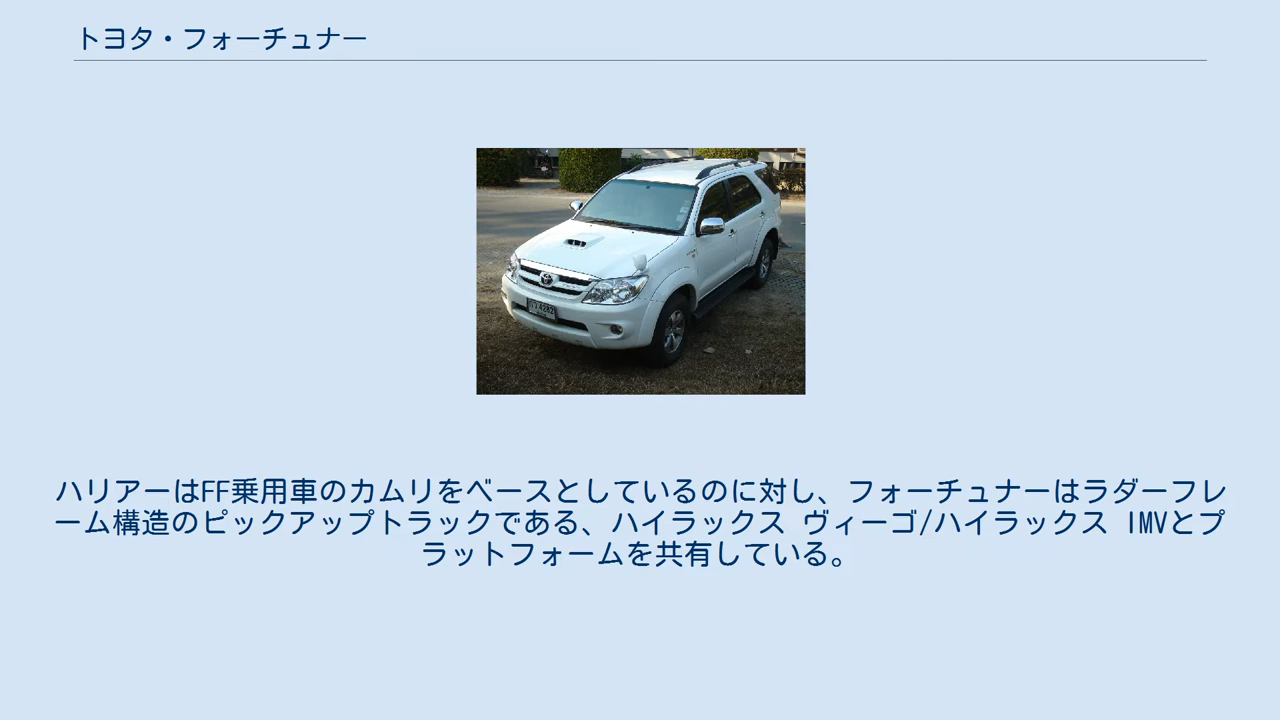 トヨタ・フォーチュナー
ハリアーはFF乗用車のカムリをベースとしているのに対し、フォーチュナーはラダーフレ
ーム構造のピックアップトラックである、ハイラックス ヴィーゴ/ハイラックス IMVとプ
ラットフォームを共有している。